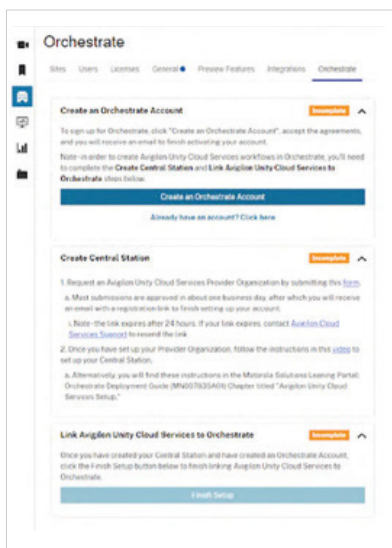 Orchestrate
Sites Users Licenses General Preview Features Integrations Orchestrate
Create an Orchestrate Account
Incomplete
To sign up for Orchestrate, click "Create an Orchestrate Account", accept the agreements,
and you will receive an email to finish activating your account.
Note-in order to create Avigilon Unity Cloud Services workflows in Orchestrate, you'll need
to complete the Create Central Station and Link Avigilon Unity Cloud Services to
Orchestrate steps below.
Create an Orchestrate Account
Already have an account? Click here
Create Central Station
Incomplete
1. Request an Avigilon Unity Cloud Services Provider Organization by submitting this form.
a. Most submissions are approved in about one business day, after which you will receive
an email with a registration link to finish setting up your account.
i. Note- the link expires after 24 hours. If your link expires, contact Avigilon Cloud
Services Support to resend the link.
2. Once you have set up your Provider Organization, follow the instructions in this video to
set up your Central Station.
a. Alternatively, you will find these instructions in the Motorola Solutions Learning Portal:
Orchestrate Deployment Guide (MN007835A01) Chapter titled "Avigilon Unity Cloud
Services Setup."
Link Avigilon Unity Cloud Services to Orchestrate
Incomplete
Once you have created your Central Station and have created an Orchestrate Account,
click the Finish Setup button below to finish linking Avigilon Unity Cloud Services to
Orchestrate.
Finish Setup